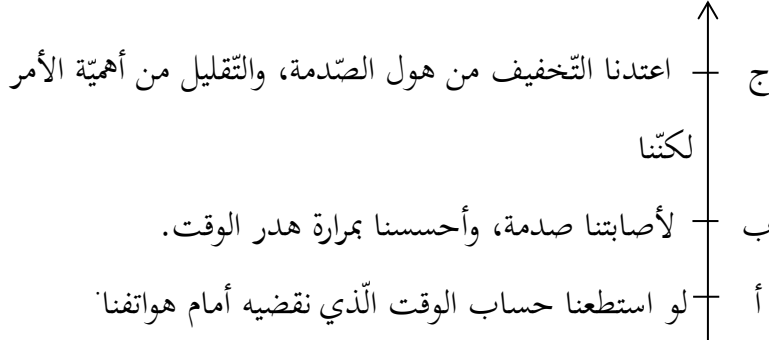 ج اعتدنا التّخفيف من هول الصّدمة، والتّقليل من أهميّة الأمر
لكنّنا
ب لأصابتنا صدمة، وأحسسنا بمرارة هدر الوقت.
أ لو استطعنا حساب الوقت الّذي نقضيه أمام هواتفنا